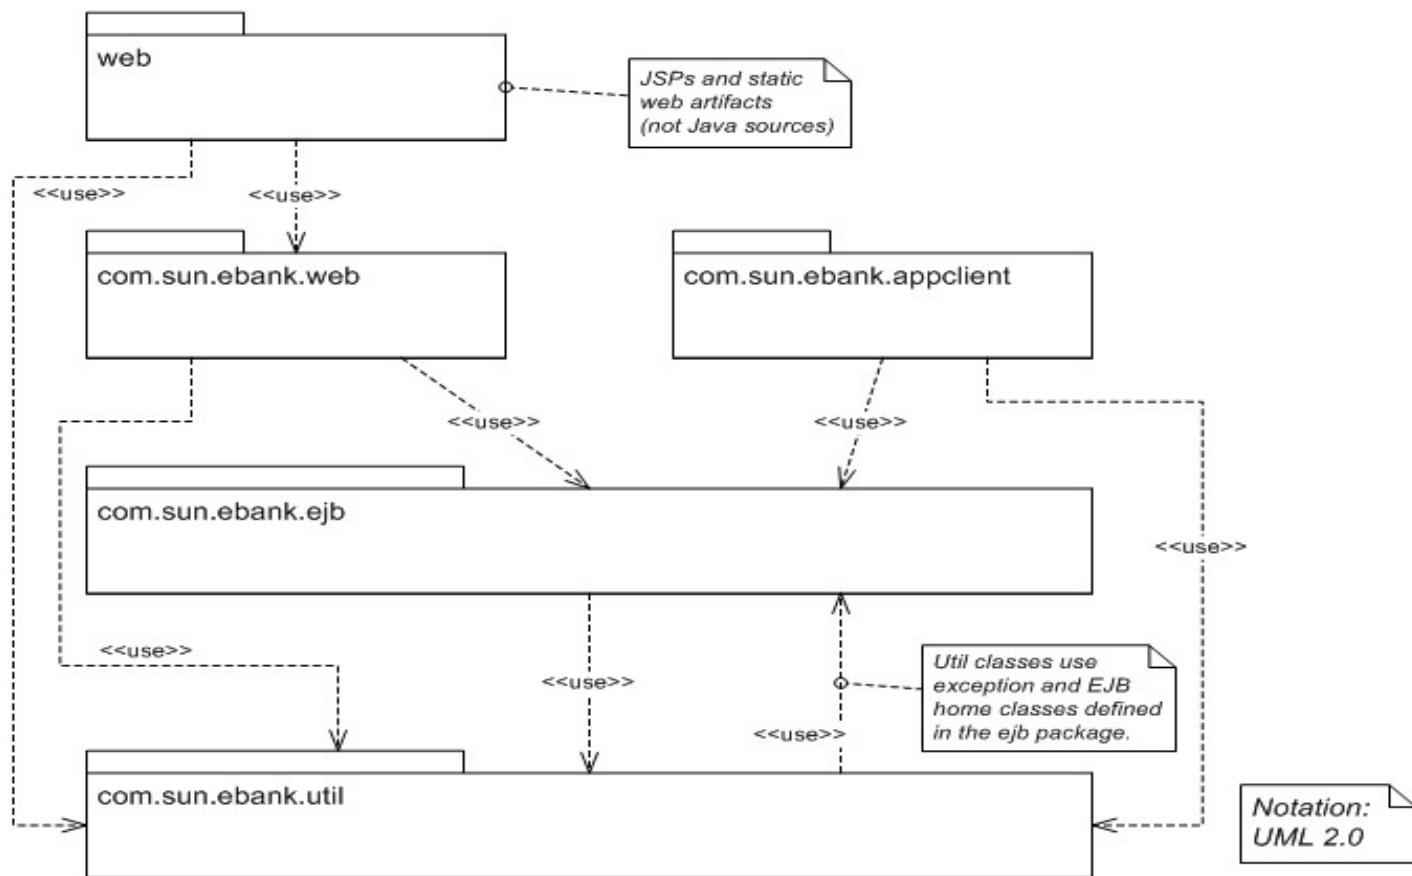 web
JSPs and static
web artifacts
(not Java sources)
<<use>>
<<use>>
com.sun.ebank.web
com.sun.ebank.appclient
<<use>>
<<use>>
com.sun.ebank.ejb
<<use>>
<<use>>
<<use>>
Util classes use
exception and EJB
home classes defined
in the ejb package.
<<use>>
com.sun.ebank.util
Notation:
UML 2.0